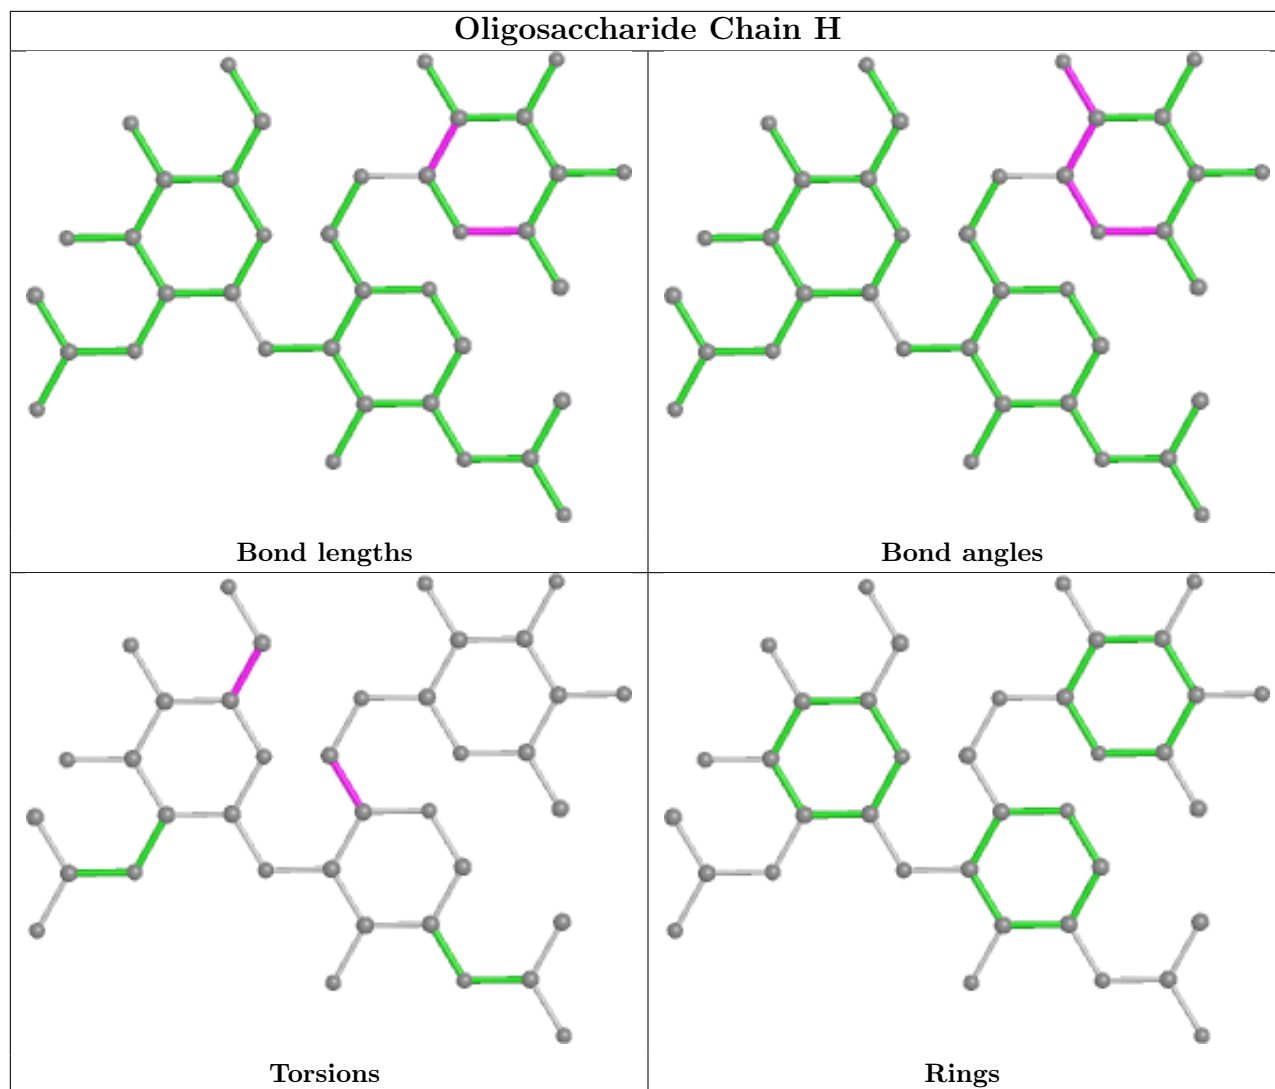 Oligosaccharide Chain H
Bond lengths
Bond angles
Torsions
Rings